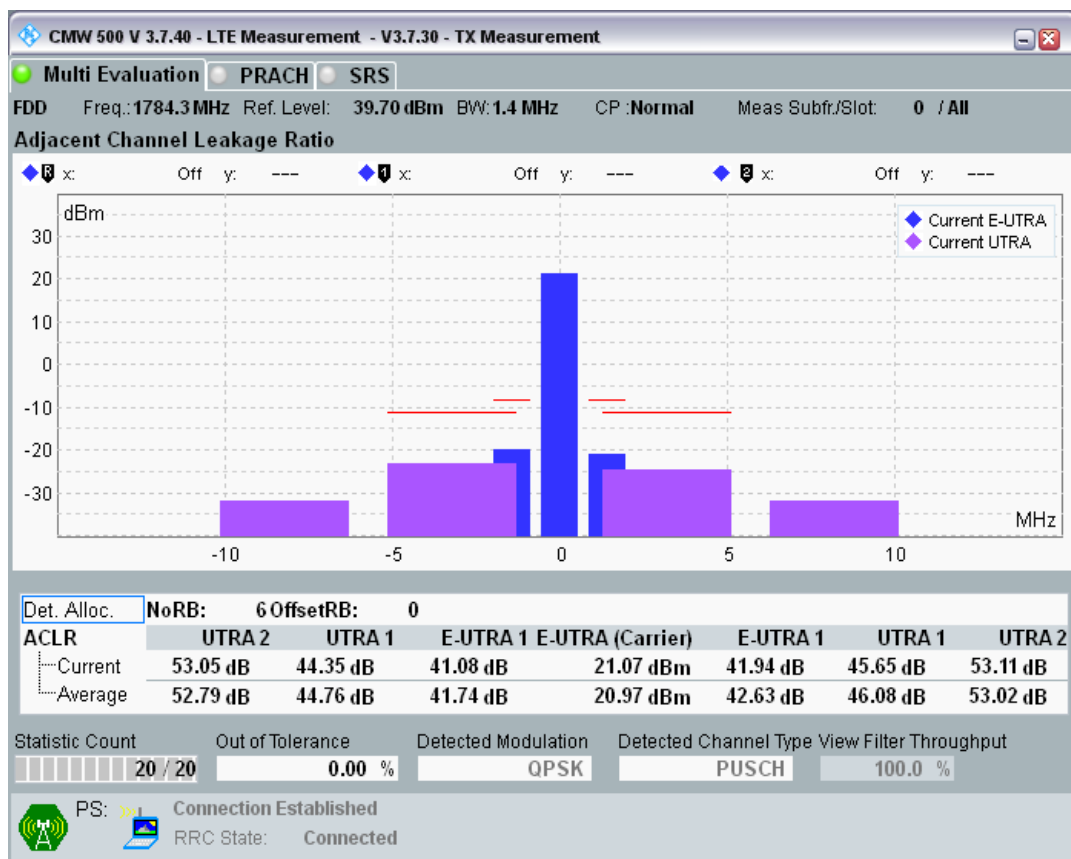 CMW 500 V 3.7.40 - LTE Measurement - V3.7.30 - TX Measurement
Multi Evaluation PRACH SRS
FDD Freq.: 1784.3 MHz Ref. Level: 39.70 dBm BW: 1.4 MHz CP : Normal Meas Subfr./Slot: 0 / All
Adjacent Channel Leakage Ratio
R x: Off y: --- 1 x: Off y: --- 2 x: Off y: ---
dBm
Current E-UTRA
Current UTRA
30
20
10
0
-10
-20
-30
MHz
-10 -5 0 5 10
Det. Alloc. NoRB: 6 OffsetRB: 0
ACLR UTRA 2 UTRA 1 E-UTRA 1 E-UTRA (Carrier) E-UTRA 1 UTRA 1 UTRA 2
Current 53.05 dB 44.35 dB 41.08 dB 21.07 dBm 41.94 dB 45.65 dB 53.11 dB
Average 52.79 dB 44.76 dB 41.74 dB 20.97 dBm 42.63 dB 46.08 dB 53.02 dB
Statistic Count Out of Tolerance Detected Modulation Detected Channel Type View Filter Throughput
20 / 20 0.00 % QPSK PUSCH 100.0 %
PS: Connection Established
RRC State: Connected